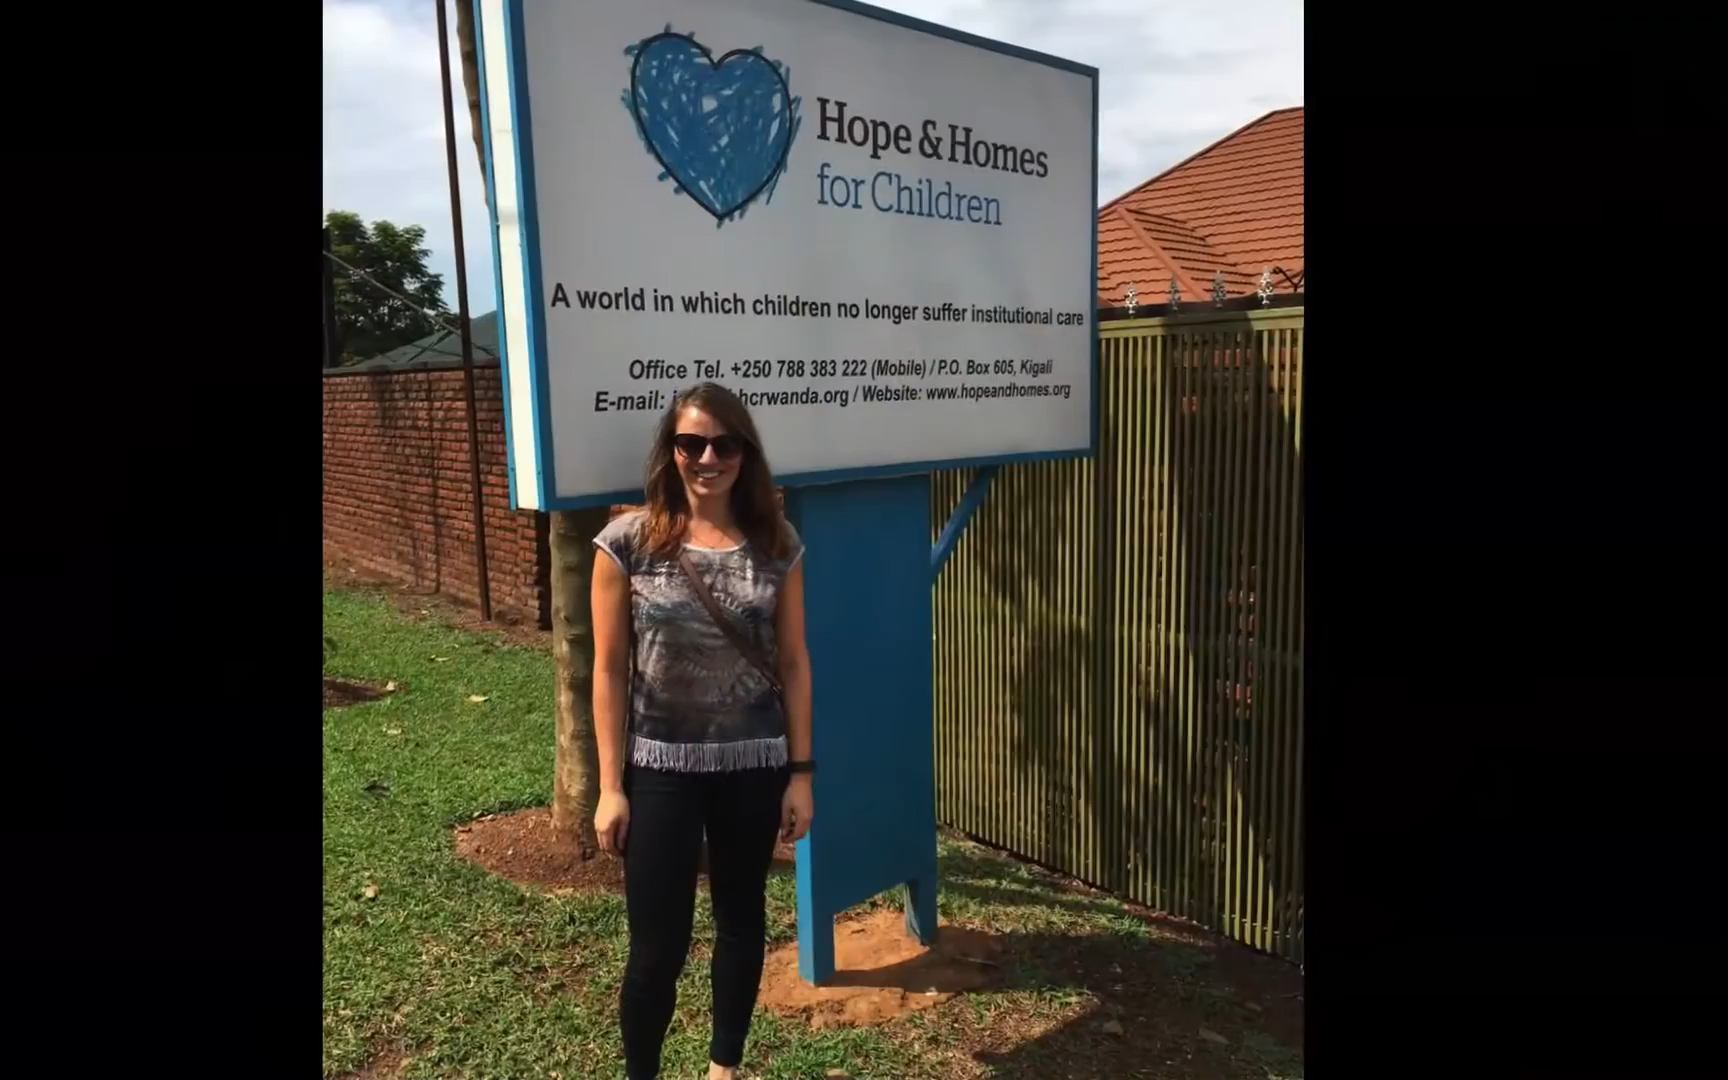 Hope & Homes
for Children
A world in which children no longer suffer institutional care
Office Tel. +250 788 383 222 (Mobile) / P.O. Box 605, Kigali
E-mail: hcrwanda.org / Website: www.hopeandhomes.org